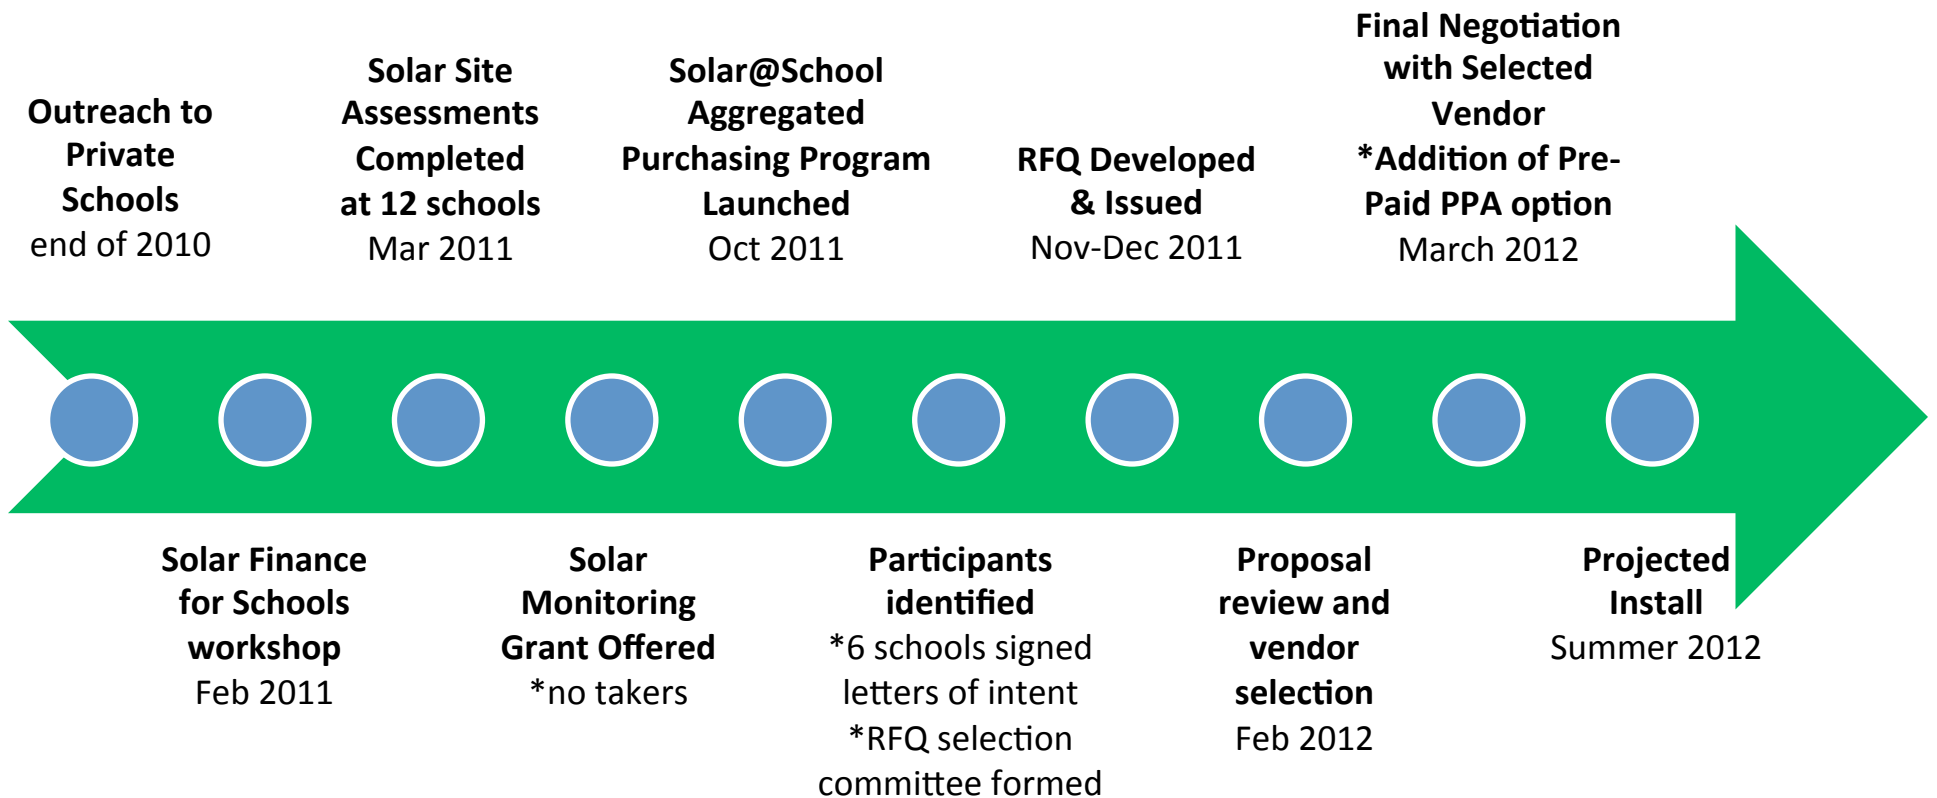 Outreach to
Private
Schools
end of 2010
Solar Site
Assessments
Completed
at 12 schools
Mar 2011
Solar@School
Aggregated
Purchasing Program
Launched
Oct 2011
RFQ Developed
& Issued
Nov-Dec 2011
Final Negotiation
with Selected
Vendor
*Addition of Pre-
Paid PPA option
March 2012
Solar Finance
for Schools
workshop
Feb 2011
Solar
Monitoring
Grant Offered
*no takers
Participants
identified
*6 schools signed
letters of intent
*RFQ selection
committee formed
Proposal
review and
vendor
selection
Feb 2012
Projected
Install
Summer 2012